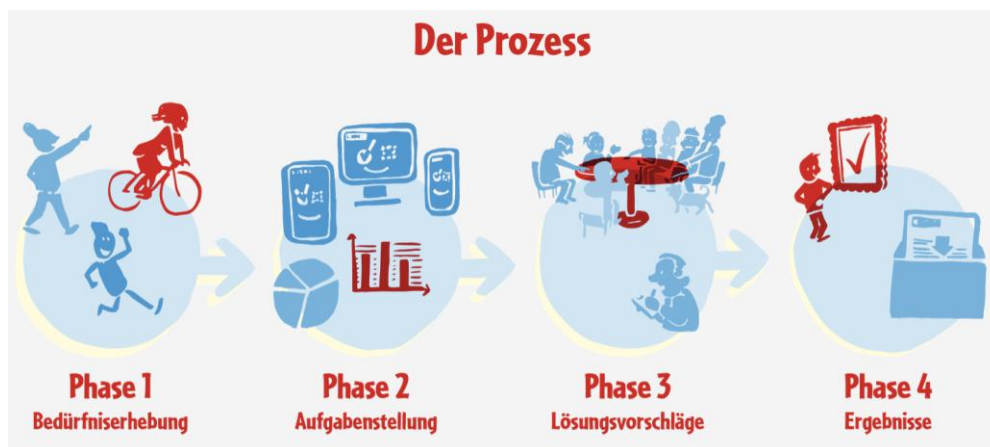 Der Prozess
Phase 1
Bedürfniserhebung
Phase 2
Aufgabenstellung
Phase 3
Lösungsvorschläge
Phase 4
Ergebnisse